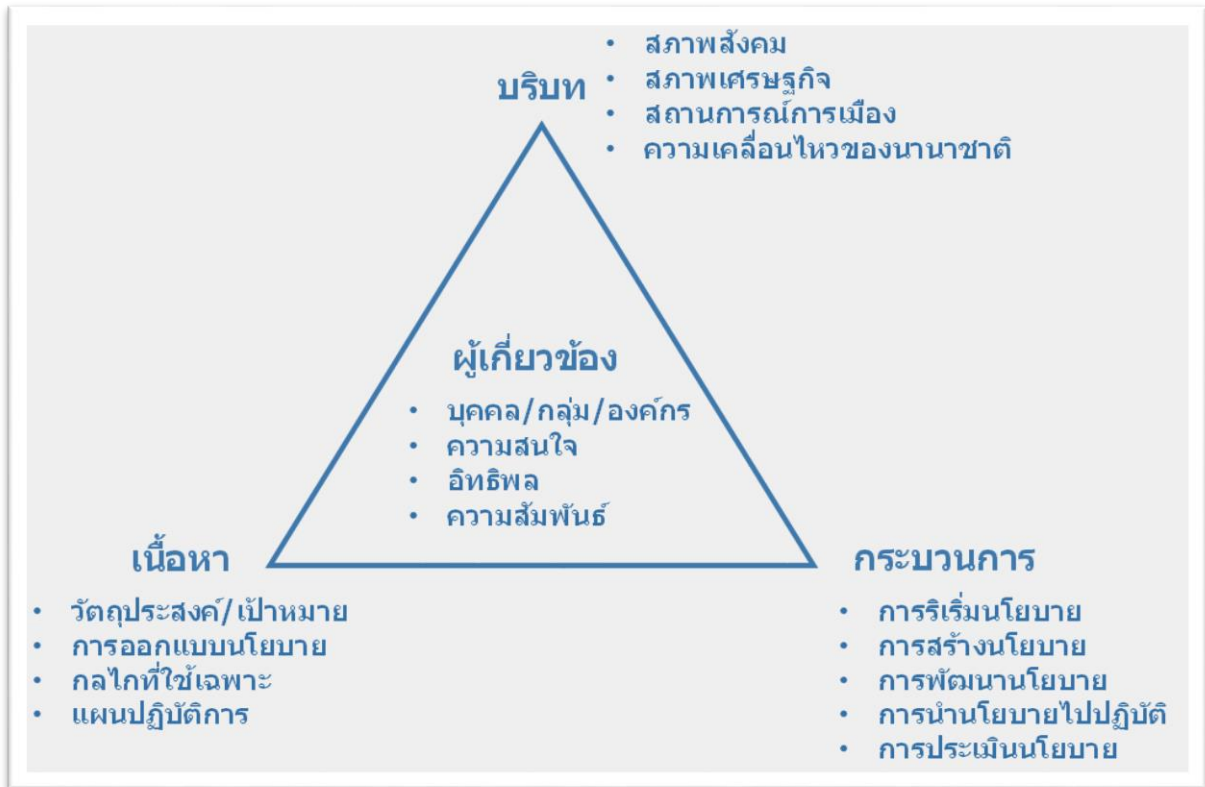 บริบท
• สภาพสังคม
• สภาพเศรษฐกิจ
• สถานการณ์การเมือง
• ความเคลื่อนไหวของนานาชาติ
ผู้เกี่ยวข้อง
• บุคคล/กลุ่ม/องค์กร
• ความสนใจ
• อิทธิพล
• ความสัมพันธ์
เนื้อหา
• วัตถุประสงค์/เป้าหมาย
• การออกแบบนโยบาย
• กลไกที่ใช้เฉพาะ
• แผนปฏิบัติการ
กระบวนการ
• การริเริ่มนโยบาย
• การสร้างนโยบาย
• การพัฒนานโยบาย
• การนำนโยบายไปปฏิบัติ
• การประเมินนโยบาย